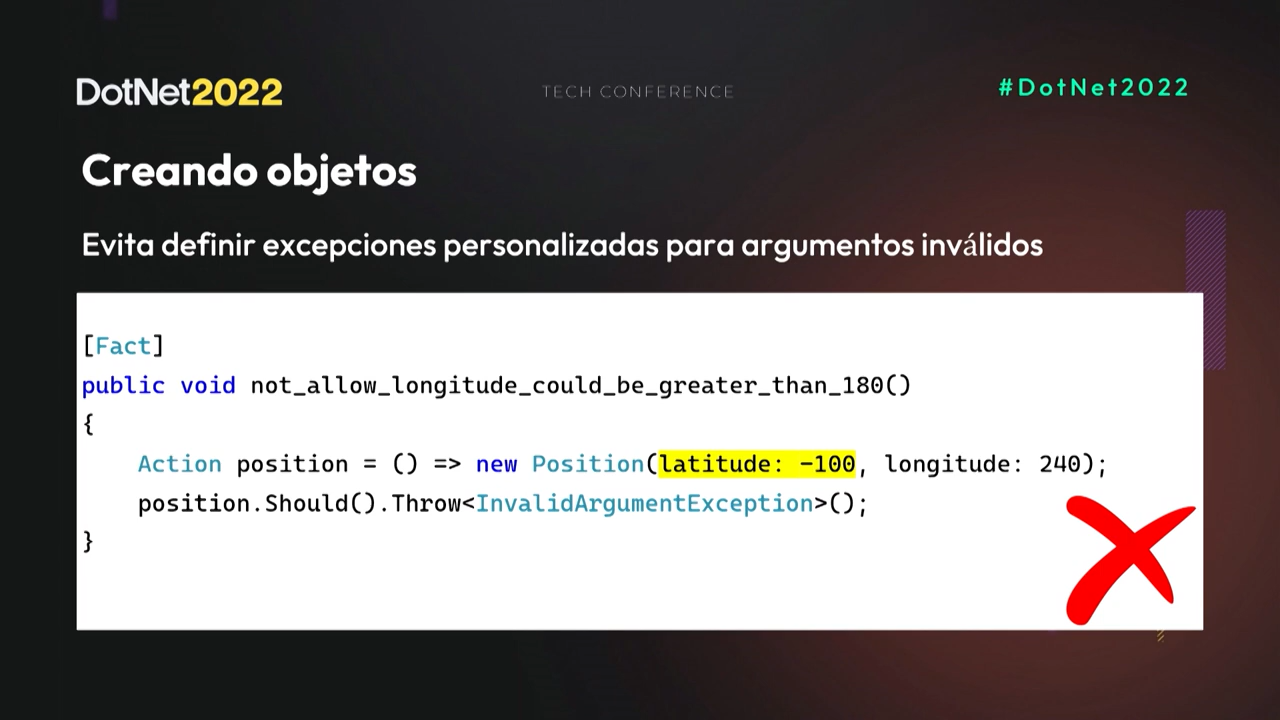 DotNet2022
TECH CONFERENCE
#DotNet2022
Creando objetos
Evita definir excepciones personalizadas para argumentos inválidos
[Fact]
public void not_allow_longitude_could_be_greater_than_180()
{
    Action position = () => new Position(latitude: -100, longitude: 240);
    position.Should().Throw<InvalidArgumentException>();
}